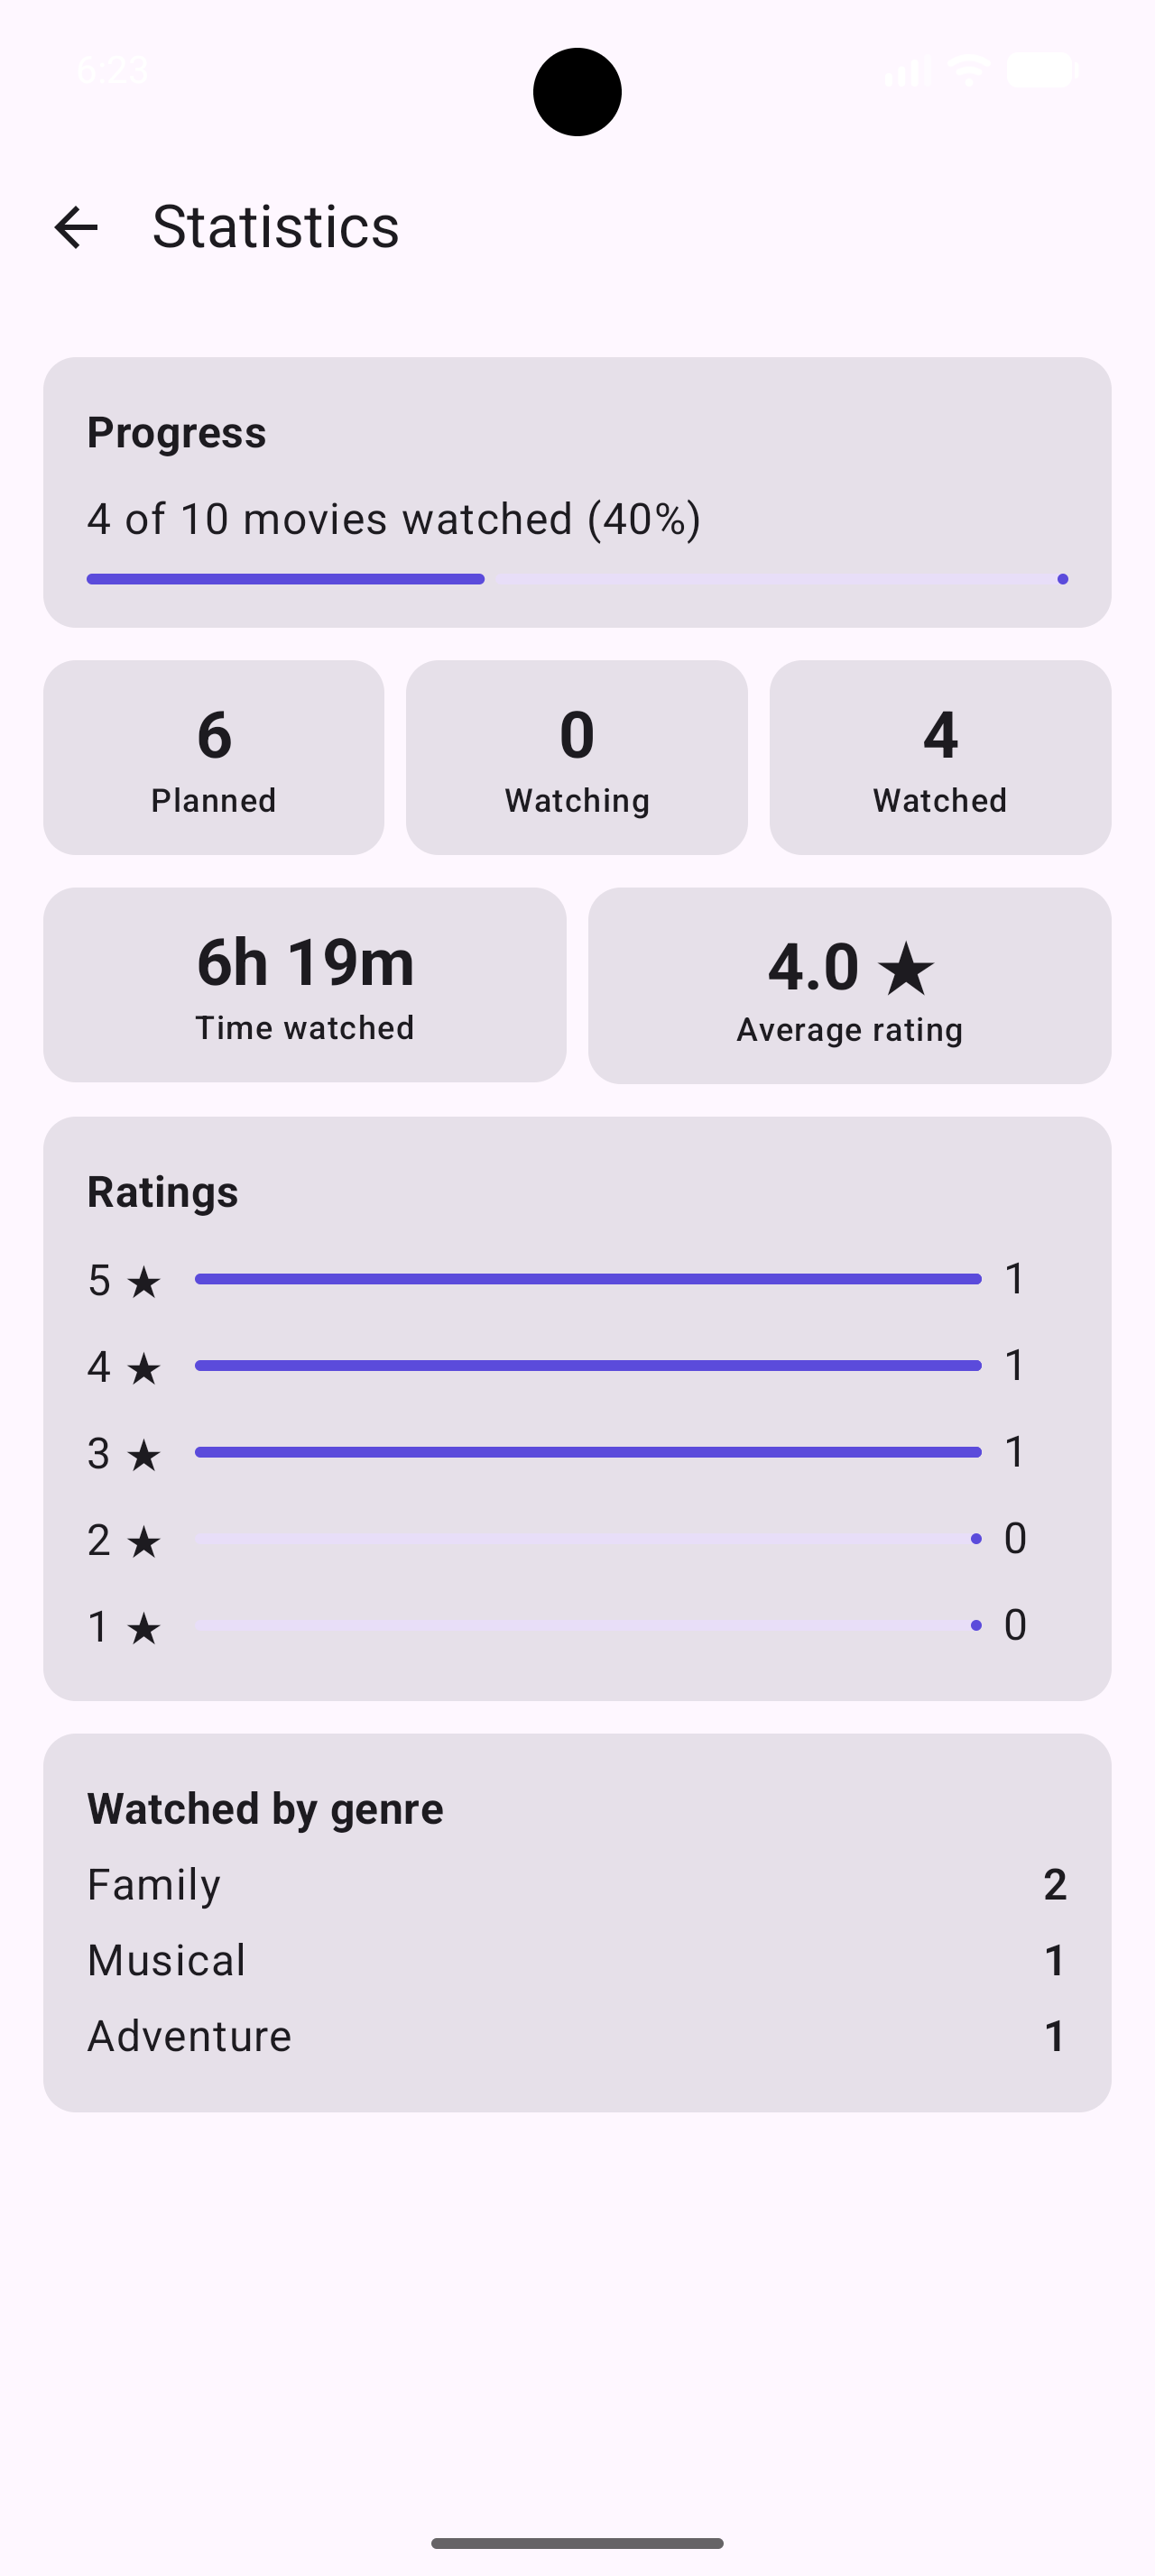 6:23
Statistics
Progress
4 of 10 movies watched (40%)
6
Planned
0
Watching
4
Watched
6h 19m
Time watched
4.0 ★
Average rating
Ratings
5 ★ 1
4 ★ 1
3 ★ 1
2 ★ 0
1 ★ 0
Watched by genre
Family 2
Musical 1
Adventure 1